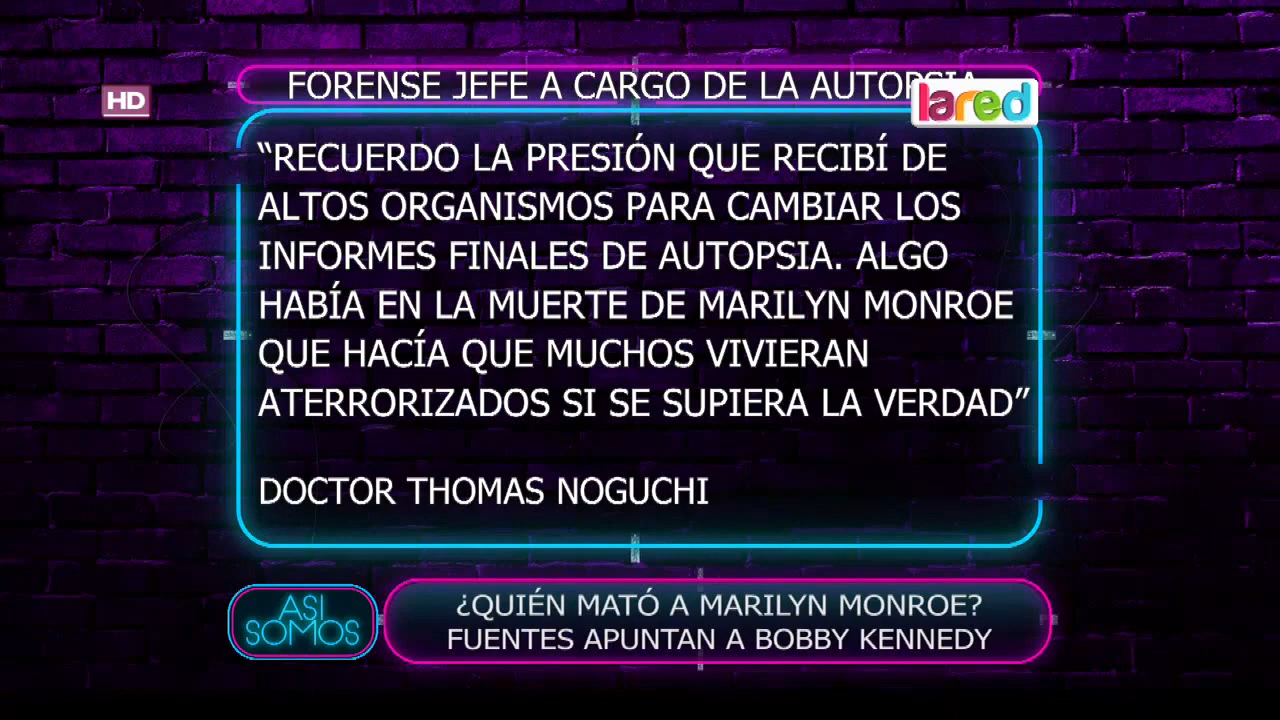 FORENSE JEFE A CARGO DE LA AUTOPSIA
HD
lared
“RECUERDO LA PRESIÓN QUE RECIBÍ DE
ALTOS ORGANISMOS PARA CAMBIAR LOS
INFORMES FINALES DE AUTOPSIA. ALGO
HABÍA EN LA MUERTE DE MARILYN MONROE
QUE HACÍA QUE MUCHOS VIVIERAN
ATERRORIZADOS SI SE SUPIERA LA VERDAD”
DOCTOR THOMAS NOGUCHI
ASI
SOMOS
¿QUIÉN MATÓ A MARILYN MONROE?
FUENTES APUNTAN A BOBBY KENNEDY